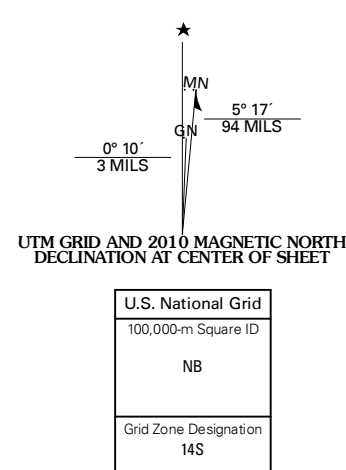 MN
5° 17´
94 MILS
GN
0° 10´
3 MILS
UTM GRID AND 2010 MAGNETIC NORTH
DECLINATION AT CENTER OF SHEET
U.S. National Grid
100,000-m Square ID
NB
Grid Zone Designation
14S